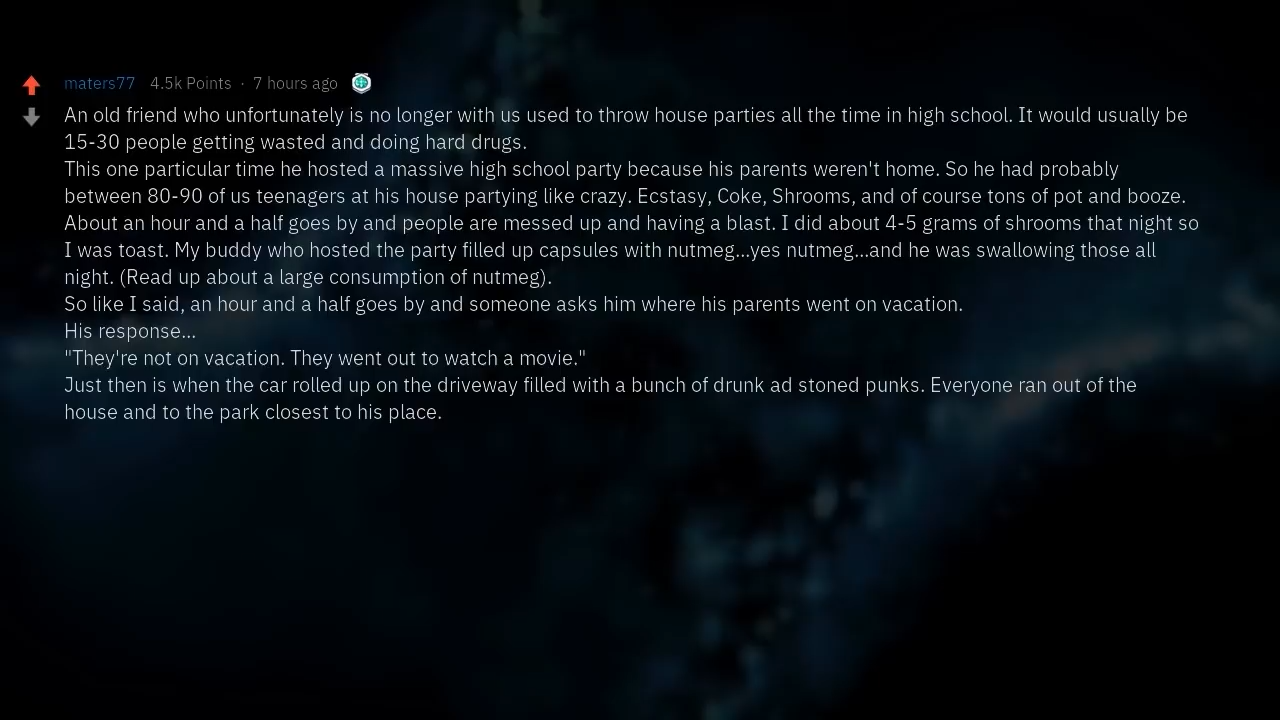 maters77 4.5k Points · 7 hours ago
An old friend who unfortunately is no longer with us used to throw house parties all the time in high school. It would usually be
15-30 people getting wasted and doing hard drugs.
This one particular time he hosted a massive high school party because his parents weren't home. So he had probably
between 80-90 of us teenagers at his house partying like crazy. Ecstasy, Coke, Shrooms, and of course tons of pot and booze.
About an hour and a half goes by and people are messed up and having a blast. I did about 4-5 grams of shrooms that night so
I was toast. My buddy who hosted the party filled up capsules with nutmeg...yes nutmeg...and he was swallowing those all
night. (Read up about a large consumption of nutmeg).
So like I said, an hour and a half goes by and someone asks him where his parents went on vacation.
His response...
"They're not on vacation. They went out to watch a movie."
Just then is when the car rolled up on the driveway filled with a bunch of drunk ad stoned punks. Everyone ran out of the
house and to the park closest to his place.